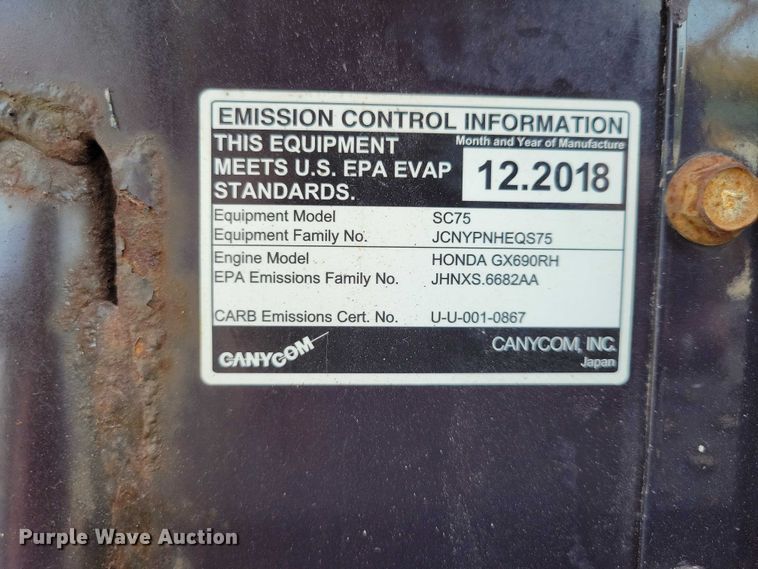 EMISSION CONTROL INFORMATION
THIS EQUIPMENT
MEETS U.S. EPA EVAP
STANDARDS.
Month and Year of Manufacture
12.2018
Equipment Model SC75
Equipment Family No. JCNYPNHEQS75
Engine Model HONDA GX690RH
EPA Emissions Family No. JHNXS.6682AA
CARB Emissions Cert. No. U-U-001-0867
CANYCOM
CANYCOM, INC.
Japan
Purple Wave Auction